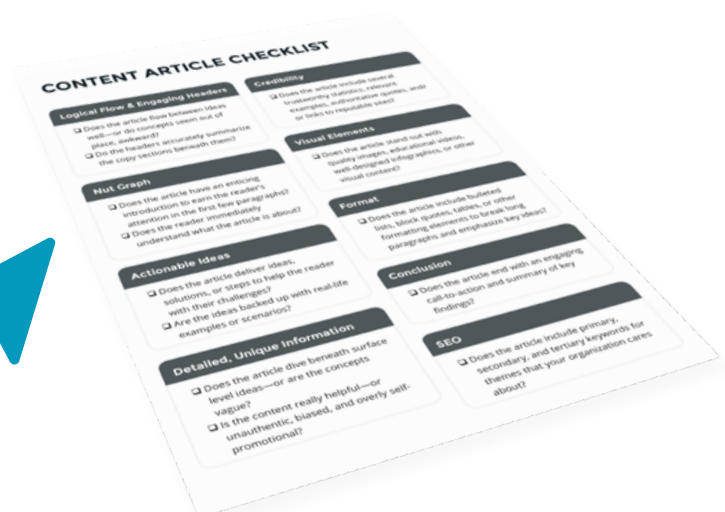 CONTENT ARTICLE CHECKLIST
Logical Flow & Engaging Headers
Does the article flow between ideas
well—or do concepts seem out of
place, awkward?
Do the headers accurately summarize
the copy sections beneath them?
Nut Graph
Does the article have an enticing
introduction to earn the reader's
attention in the first few paragraphs?
Does the reader immediately
understand what the article is about?
Actionable Ideas
Does the article deliver ideas,
solutions, or steps to help the reader
with their challenges?
Are the ideas backed up with real-life
examples or scenarios?
Detailed, Unique Information
Does the article dive beneath surface
level ideas—or are the concepts
vague?
Is the content really helpful—or
unauthentic, biased, and overly self-
promotional?
Credibility
Does the article include several
trustworthy statistics, relevant
examples, authoritative quotes, and/
or links to reputable sites?
Visual Elements
Does the article stand out with
quality images, educational videos,
well-designed infographics, or other
visual content?
Format
Does the article include bulleted
lists, block quotes, tables, or other
formatting elements to break long
paragraphs and emphasize key ideas?
Conclusion
Does the article end with an engaging
call-to-action and summary of key
findings?
SEO
Does the article include primary,
secondary, and tertiary keywords for
themes that your organization cares
about?